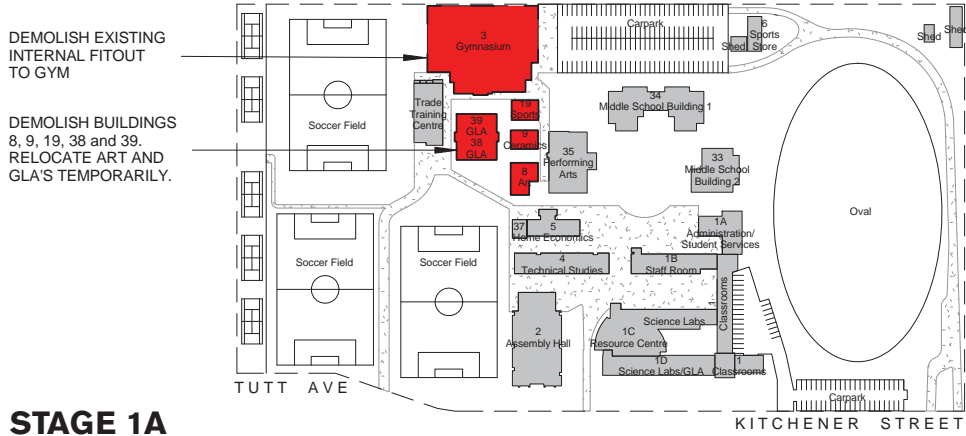 DEMOLISH EXISTING
INTERNAL FITOUT
TO GYM
DEMOLISH BUILDINGS
8, 9, 19, 38 and 39.
RELOCATE ART AND
GLA'S TEMPORARILY.
3
Gymnasium
Carpark
6
Sports
Store
Shed
Shed
Shed
Soccer Field
Trade
Training
Centre
39
GLA
38
GLA
19
Sports
9
Ceramics
8
Art
35
Performing
Arts
34
Middle School Building 1
33
Middle School
Building 2
Oval
1A
Administration/
Student Services
37
5
Home Economics
4
Technical Studies
1B
Staff Room
Classrooms
1
Soccer Field
Soccer Field
2
Assembly Hall
Science Labs
1C
Resource Centre
1D
Science Labs/GLA
1
Classrooms
Carpark
TUTT AVE
KITCHENER STREET
STAGE 1A